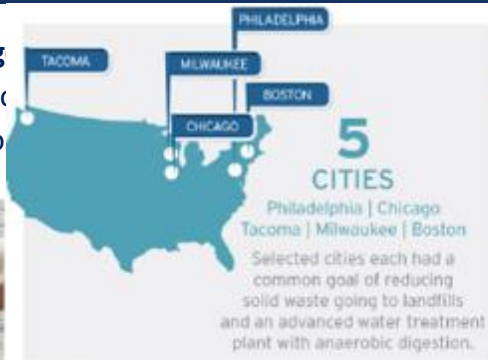 PHILADELPHIA
TACOMA
MILWAUKEE
BOSTON
CHICAGO
5
CITIES
Philadelphia | Chicago
Tacoma | Milwaukee | Boston
Selected cities each had a
common goal of reducing
solid waste going to landfills
and an advanced water treatment
plant with anaerobic digestion.